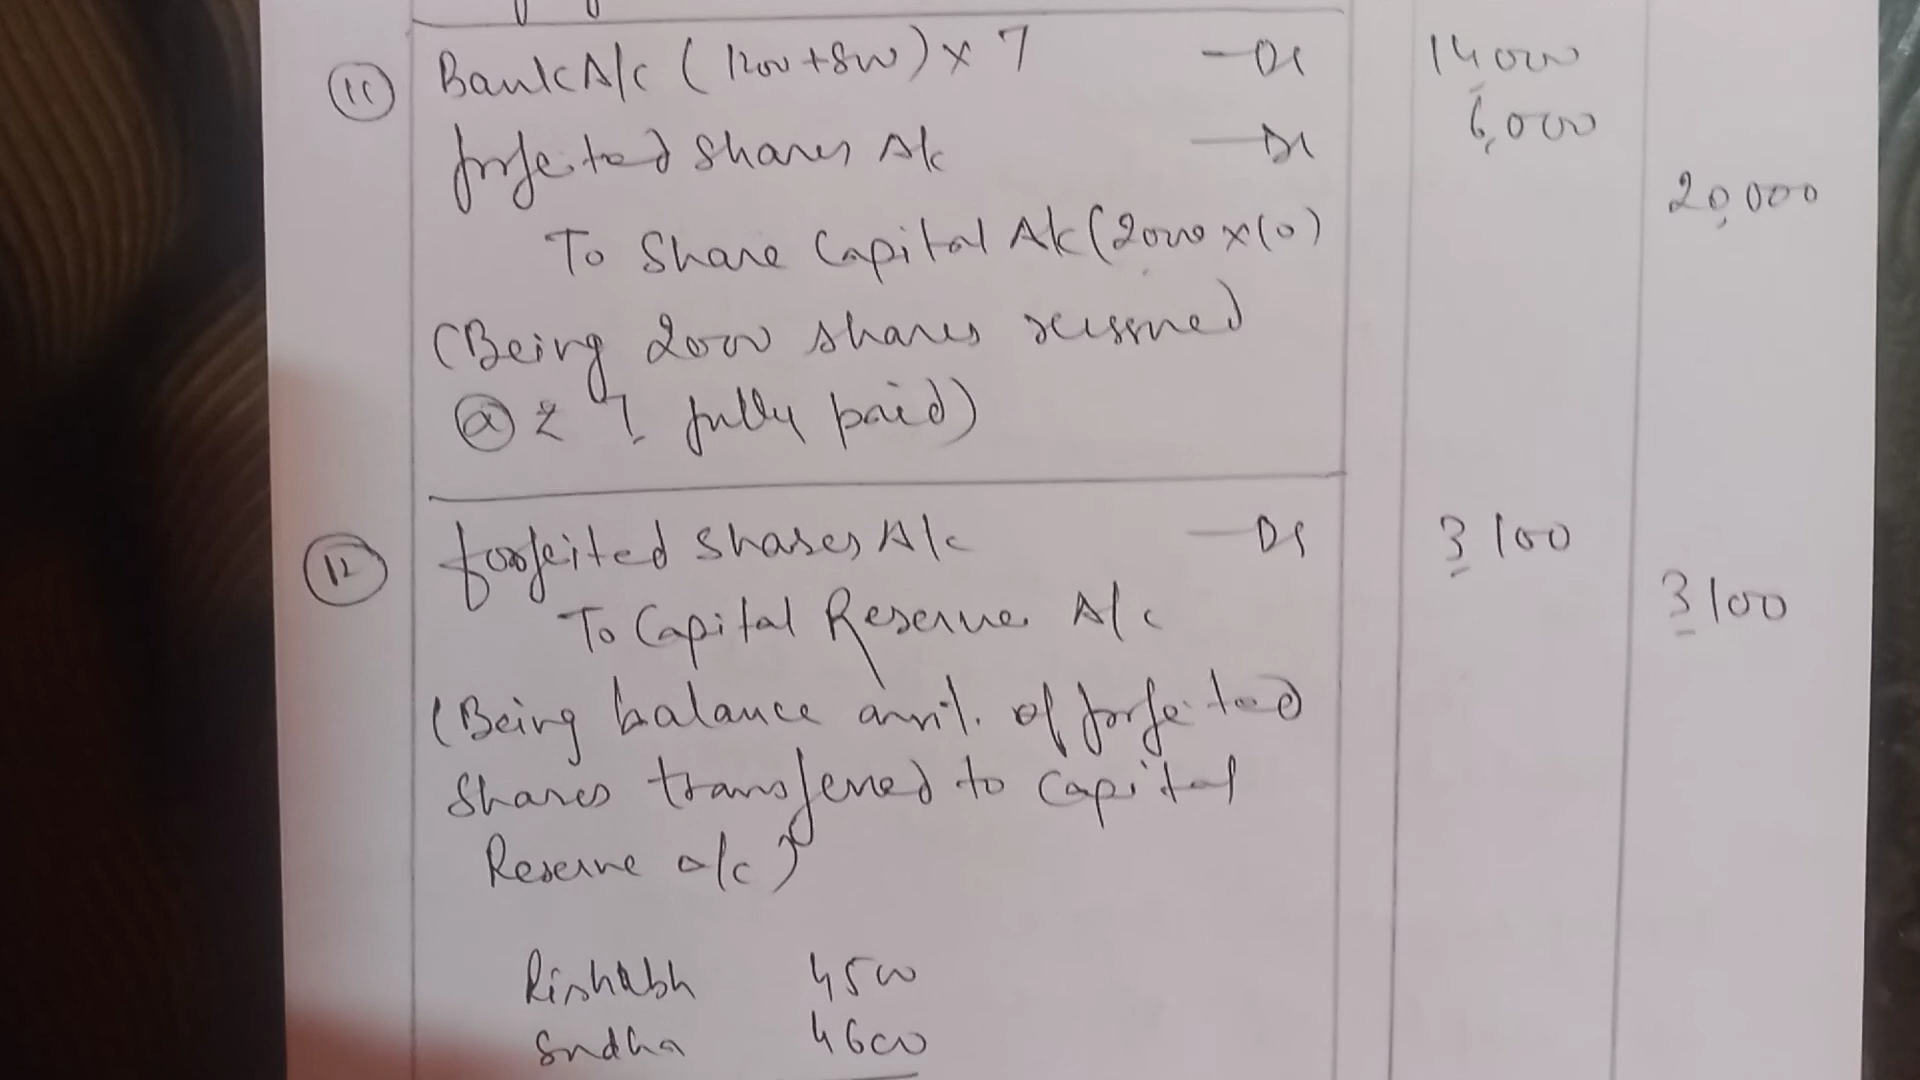 (11) Bank A/c (1200+800) x 7 — Dr 14000
forfeited shares A/c — Dr 6,000
To Share Capital A/c (2000 x 10) 20,000
(Being 2000 shares reissued
@ ₹ 7 fully paid)
(12) forfeited shares A/c — Dr 3100
To Capital Reserve A/c 3100
(Being balance amt. of forfeited
shares transferred to Capital
Reserve a/c)
Rishabh 4500
Sudha 4600